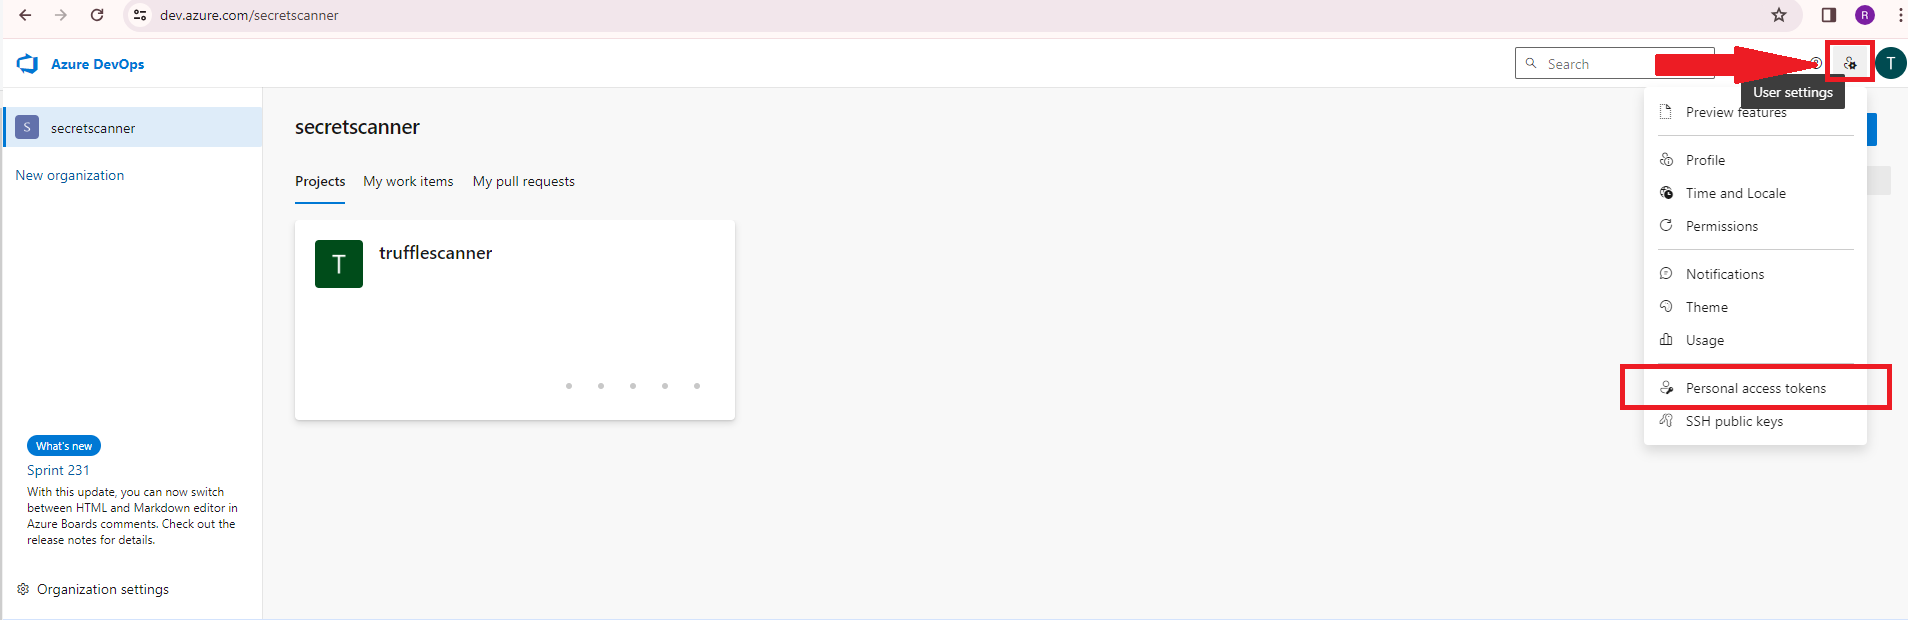 dev.azure.com/secretscanner
R
Azure DevOps
Search
T
User settings
S
secretscanner
New organization
secretscanner
Projects
My work items
My pull requests
T
trufflescanner
Preview features
Profile
Time and Locale
Permissions
Notifications
Theme
Usage
Personal access tokens
SSH public keys
What's new
Sprint 231
With this update, you can now switch
between HTML and Markdown editor in
Azure Boards comments. Check out the
release notes for details.
Organization settings